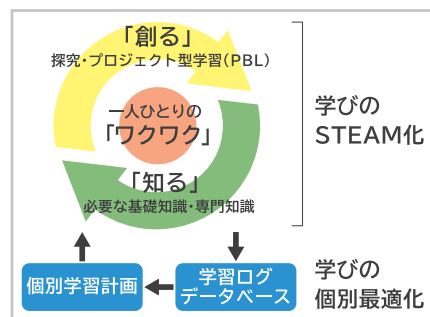 「創る」
探究・プロジェクト型学習(PBL)
一人ひとりの
「ワクワク」
「知る」
必要な基礎知識・専門知識
学びの
STEAM化
個別学習計画
学習ログ
データベース
学びの
個別最適化